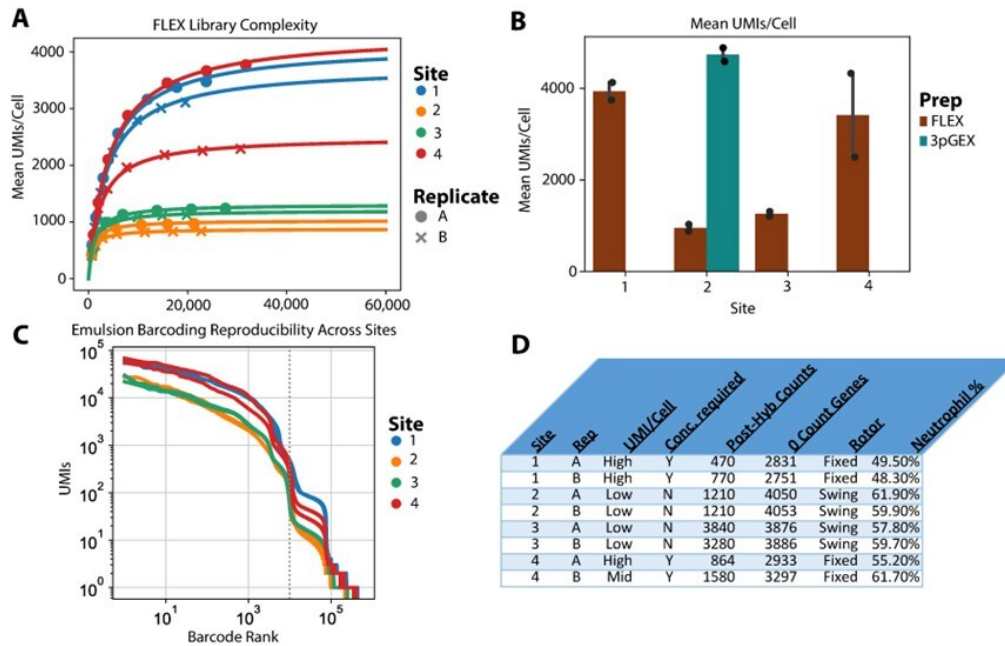 A
FLEX Library Complexity
Mean UMIs/Cell
4000
3000
2000
1000
0
0
20,000
40,000
60,000
Site
1
2
3
4
Replicate
A
B
B
Mean UMIs/Cell
Mean UMIs/Cell
4000
2000
0
1
2
3
4
Site
Prep
FLEX
3pGEX
C
Emulsion Barcoding Reproducibility Across Sites
UMIs
10^5
10^4
10^3
10^2
10^1
10^0
10^1
10^3
10^5
Barcode Rank
Site
1
2
3
4
D
Site Rep UMI/Cell Conc. required Post-Hyb Counts 0 Count Genes Rotor Neutrophil %
1 A High Y 470 2831 Fixed 49.50%
1 B High Y 770 2751 Fixed 48.30%
2 A Low N 1210 4050 Swing 61.90%
2 B Low N 1210 4053 Swing 59.90%
3 A Low N 3840 3876 Swing 57.80%
3 B Low N 3280 3886 Swing 59.70%
4 A High Y 864 2933 Fixed 55.20%
4 B Mid Y 1580 3297 Fixed 61.70%